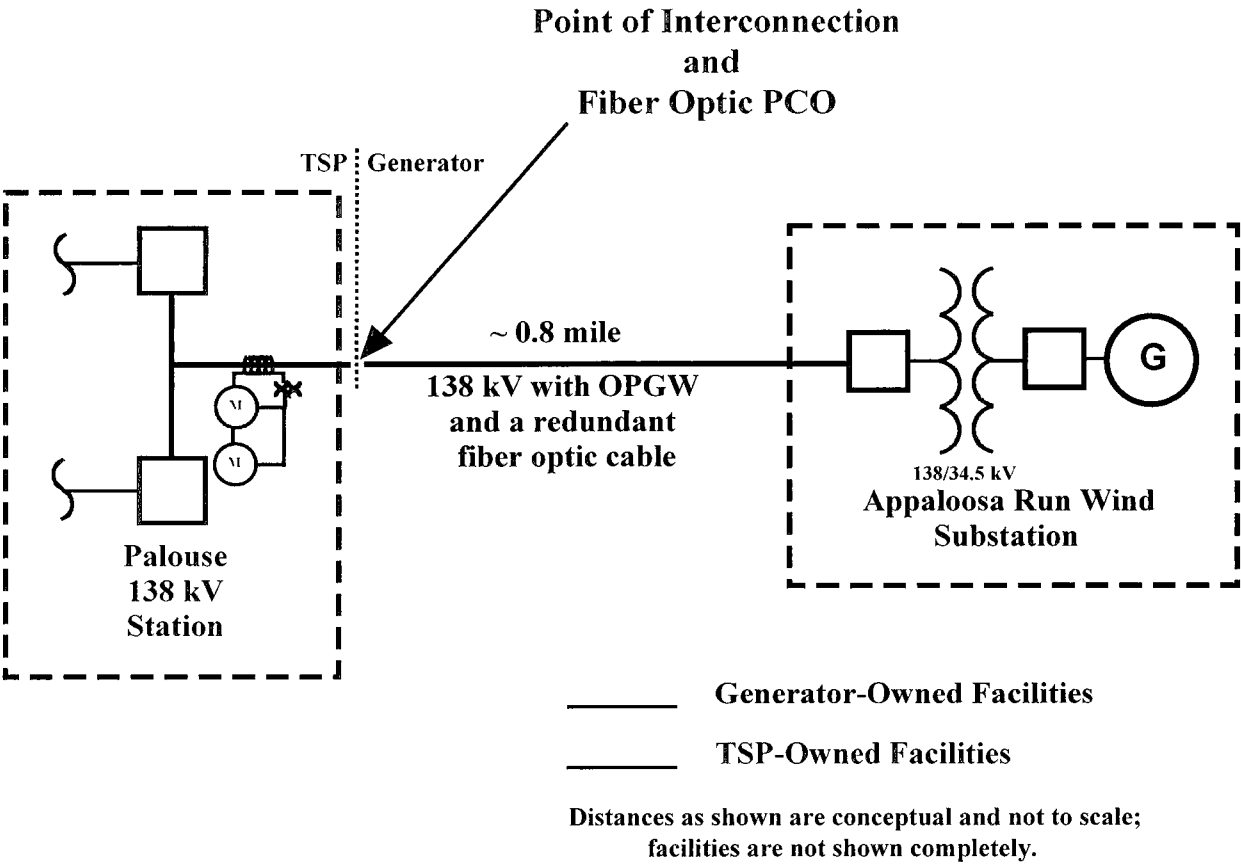 Point of Interconnection
and
Fiber Optic PCO
TSP Generator
~ 0.8 mile
138 kV with OPGW
and a redundant
fiber optic cable
M
M
G
138/34.5 kV
Appaloosa Run Wind
Substation
Palouse
138 kV
Station
Generator-Owned Facilities
TSP-Owned Facilities
Distances as shown are conceptual and not to scale;
facilities are not shown completely.